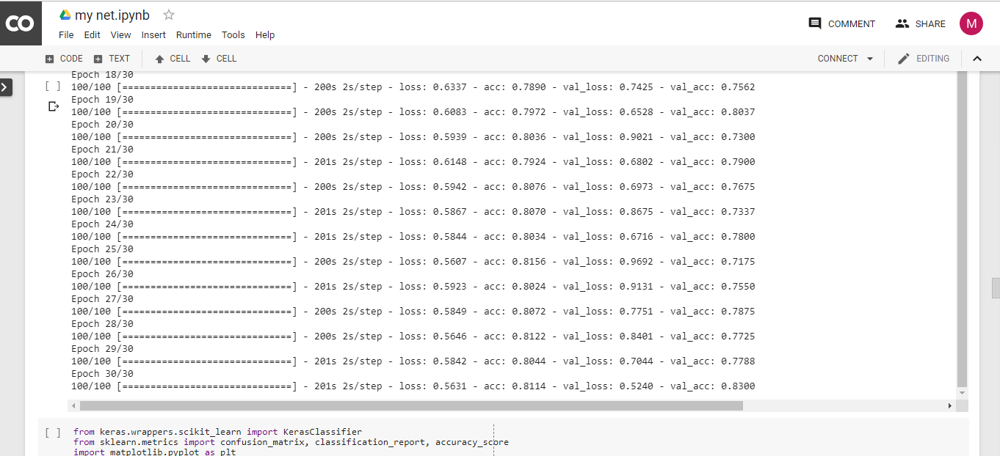 CO
my net.ipynb
File Edit View Insert Runtime Tools Help
COMMENT SHARE M
CODE TEXT CELL CELL
CONNECT EDITING
Epoch 18/30
[ ] 100/100 [==============================] - 200s 2s/step - loss: 0.6337 - acc: 0.7890 - val_loss: 0.7425 - val_acc: 0.7562
Epoch 19/30
100/100 [==============================] - 200s 2s/step - loss: 0.6083 - acc: 0.7972 - val_loss: 0.6528 - val_acc: 0.8037
Epoch 20/30
100/100 [==============================] - 200s 2s/step - loss: 0.5939 - acc: 0.8036 - val_loss: 0.9021 - val_acc: 0.7300
Epoch 21/30
100/100 [==============================] - 201s 2s/step - loss: 0.6148 - acc: 0.7924 - val_loss: 0.6802 - val_acc: 0.7900
Epoch 22/30
100/100 [==============================] - 200s 2s/step - loss: 0.5942 - acc: 0.8076 - val_loss: 0.6973 - val_acc: 0.7675
Epoch 23/30
100/100 [==============================] - 201s 2s/step - loss: 0.5867 - acc: 0.8070 - val_loss: 0.8675 - val_acc: 0.7337
Epoch 24/30
100/100 [==============================] - 201s 2s/step - loss: 0.5844 - acc: 0.8034 - val_loss: 0.6716 - val_acc: 0.7800
Epoch 25/30
100/100 [==============================] - 200s 2s/step - loss: 0.5607 - acc: 0.8156 - val_loss: 0.9692 - val_acc: 0.7175
Epoch 26/30
100/100 [==============================] - 201s 2s/step - loss: 0.5923 - acc: 0.8024 - val_loss: 0.9131 - val_acc: 0.7550
Epoch 27/30
100/100 [==============================] - 200s 2s/step - loss: 0.5849 - acc: 0.8072 - val_loss: 0.7751 - val_acc: 0.7875
Epoch 28/30
100/100 [==============================] - 200s 2s/step - loss: 0.5646 - acc: 0.8122 - val_loss: 0.8401 - val_acc: 0.7725
Epoch 29/30
100/100 [==============================] - 201s 2s/step - loss: 0.5842 - acc: 0.8044 - val_loss: 0.7044 - val_acc: 0.7788
Epoch 30/30
100/100 [==============================] - 201s 2s/step - loss: 0.5631 - acc: 0.8114 - val_loss: 0.5240 - val_acc: 0.8300
[ ] from keras.wrappers.scikit_learn import KerasClassifier
from sklearn.metrics import confusion_matrix, classification_report, accuracy_score
import matplotlib.pyplot as plt